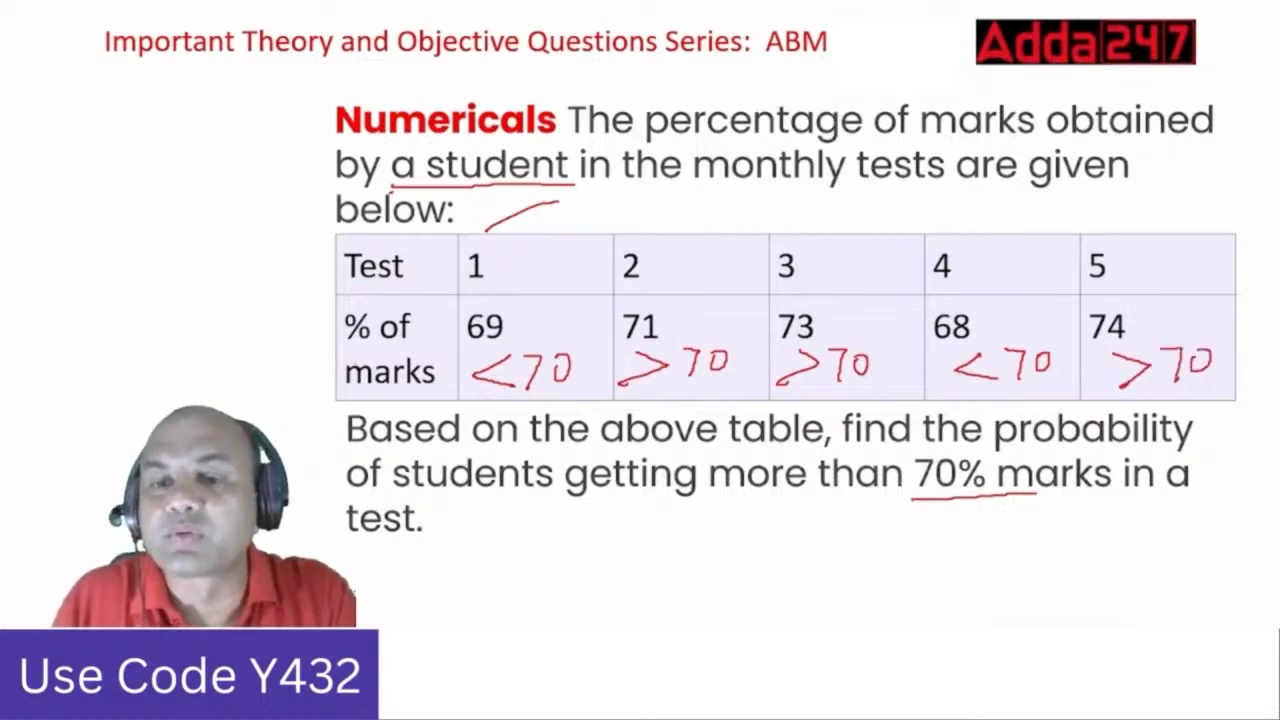 Important Theory and Objective Questions Series: ABM
Adda 247
Numericals The percentage of marks obtained
by a student in the monthly tests are given
below:
Test 1 2 3 4 5
% of 69 71 73 68 74
marks <70 >70 >70 <70 >70
Based on the above table, find the probability
of students getting more than 70% marks in a
test.
Use Code Y432